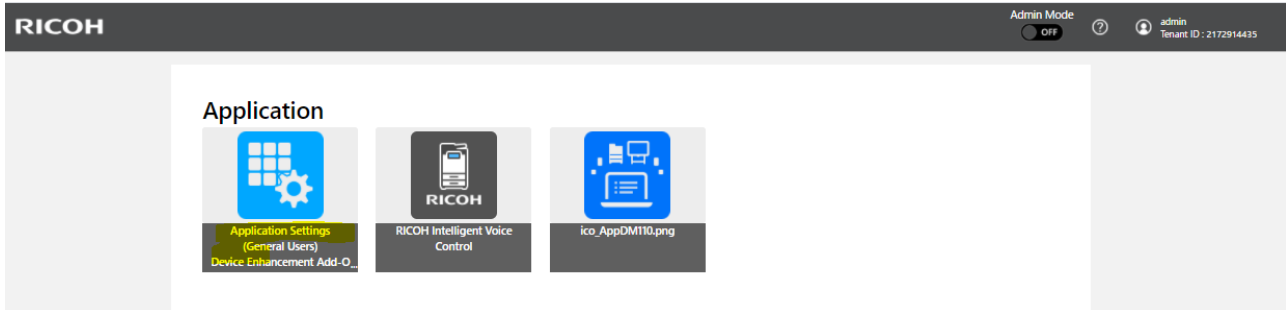 RICOH
Admin Mode
OFF
?
admin
Tenant ID : 2172914435
Application
RICOH
Application Settings
(General Users)
Device Enhancement Add-O...
RICOH Intelligent Voice
Control
ico_AppDM110.png